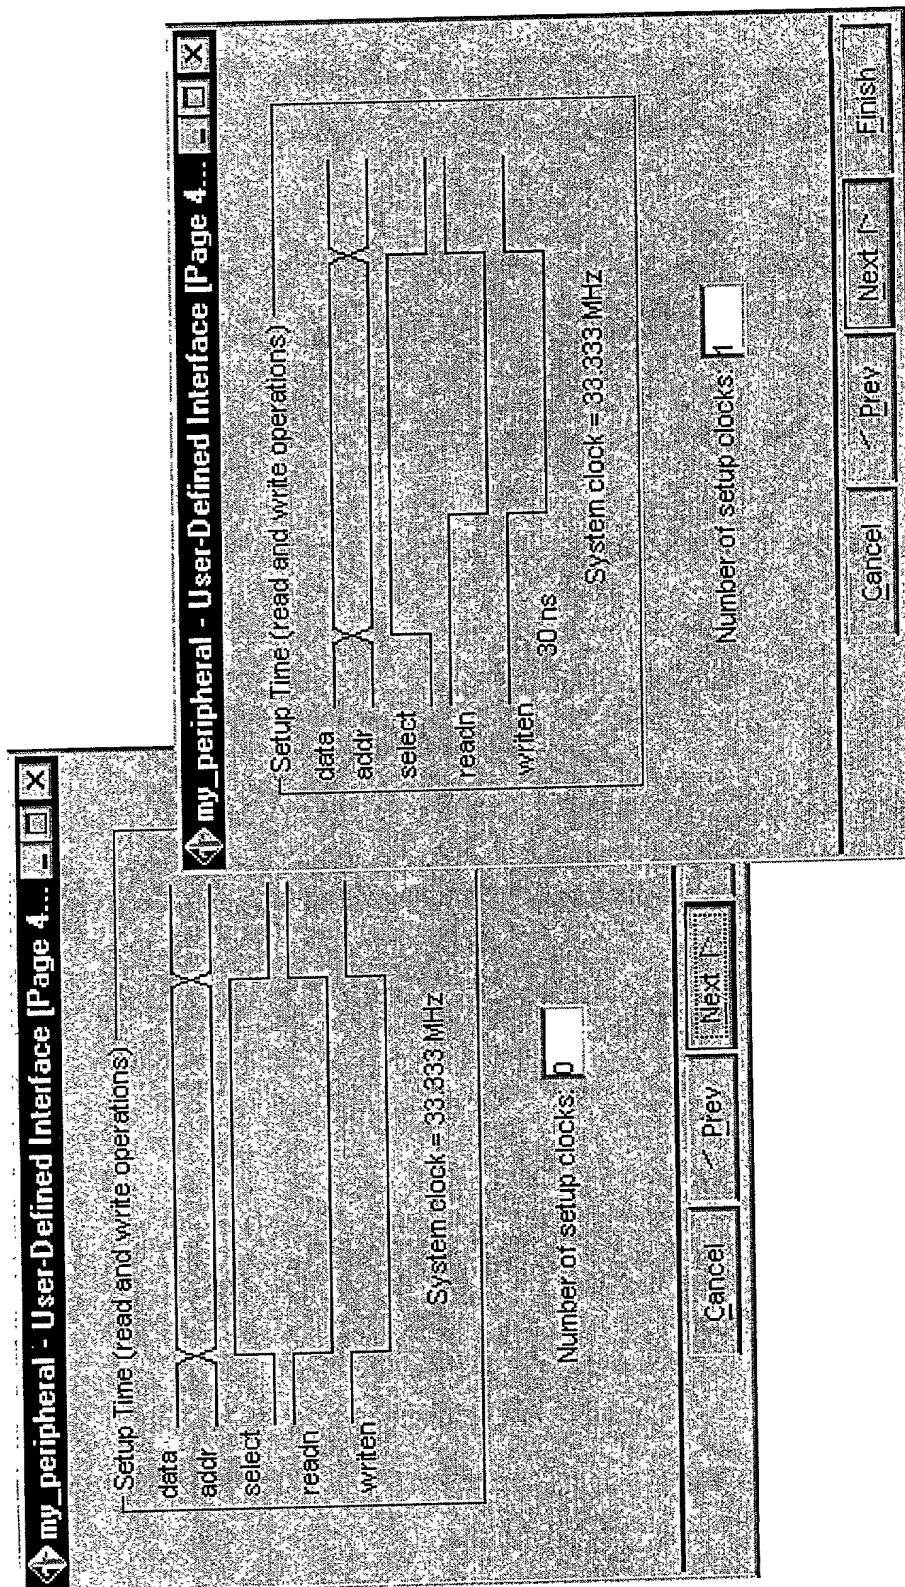 my_peripheral - User-Defined Interface [Page 4...
Setup Time (read and write operations)
data
addr
select
readn
writen
System clock = 33.333 MHz
Number of setup clocks: 0
Cancel
< Prev
Next >
my_peripheral - User-Defined Interface [Page 4...
Setup Time (read and write operations)
data
addr
select
readn
writen
30 ns
System clock = 33.333 MHz
Number of setup clocks: 1
Cancel
< Prev
Next >
Finish